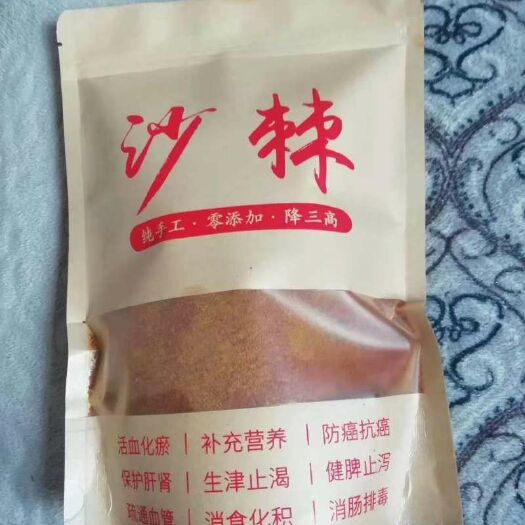 沙棘
纯手工·零添加·降三高
活血化瘀|补充营养|防癌抗癌
保护肝肾|生津止渴|健脾止泻
疏通血管|消食化积|消肠排毒